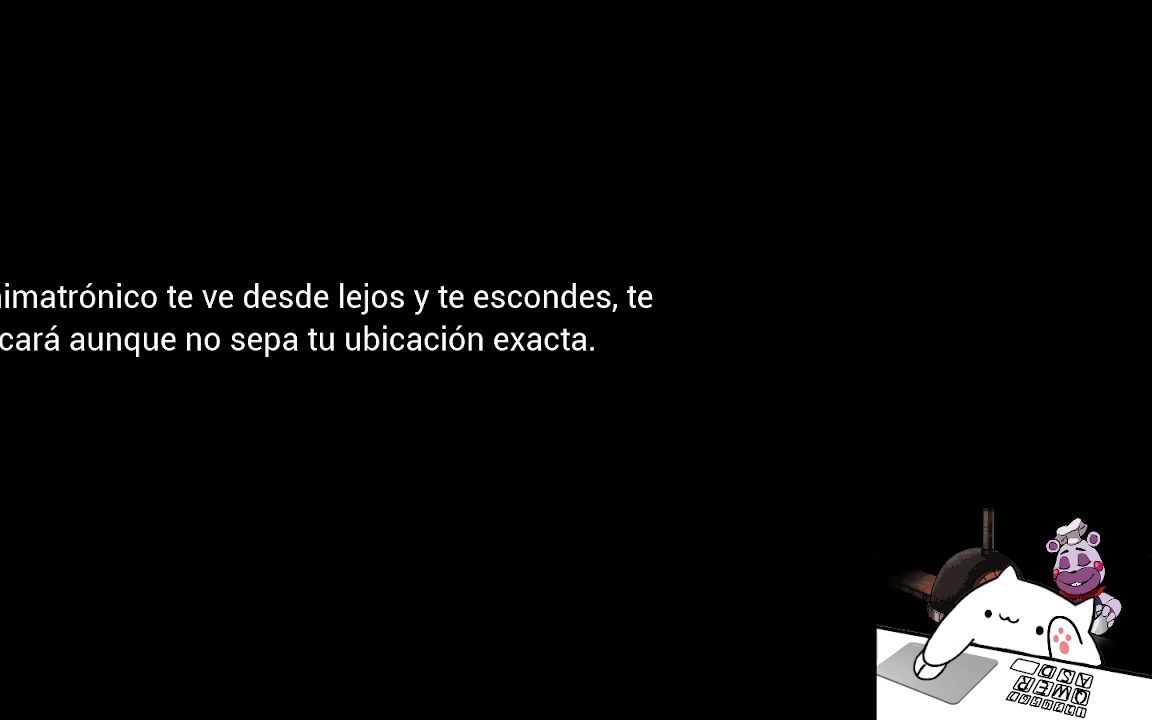 imatrónico te ve desde lejos y te escondes, te
cará aunque no sepa tu ubicación exacta.
A S D
Q W E R